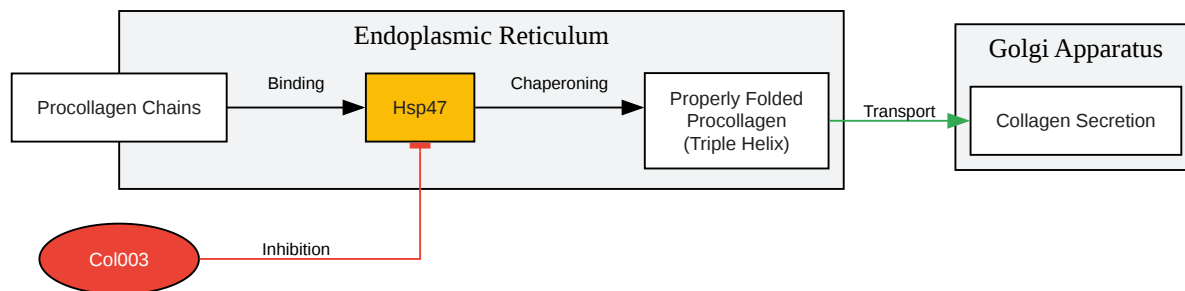 Endoplasmic Reticulum
Golgi Apparatus
Procollagen Chains
Binding
Hsp47
Chaperoning
Properly Folded
Procollagen
(Triple Helix)
Transport
Collagen Secretion
Col003
Inhibition